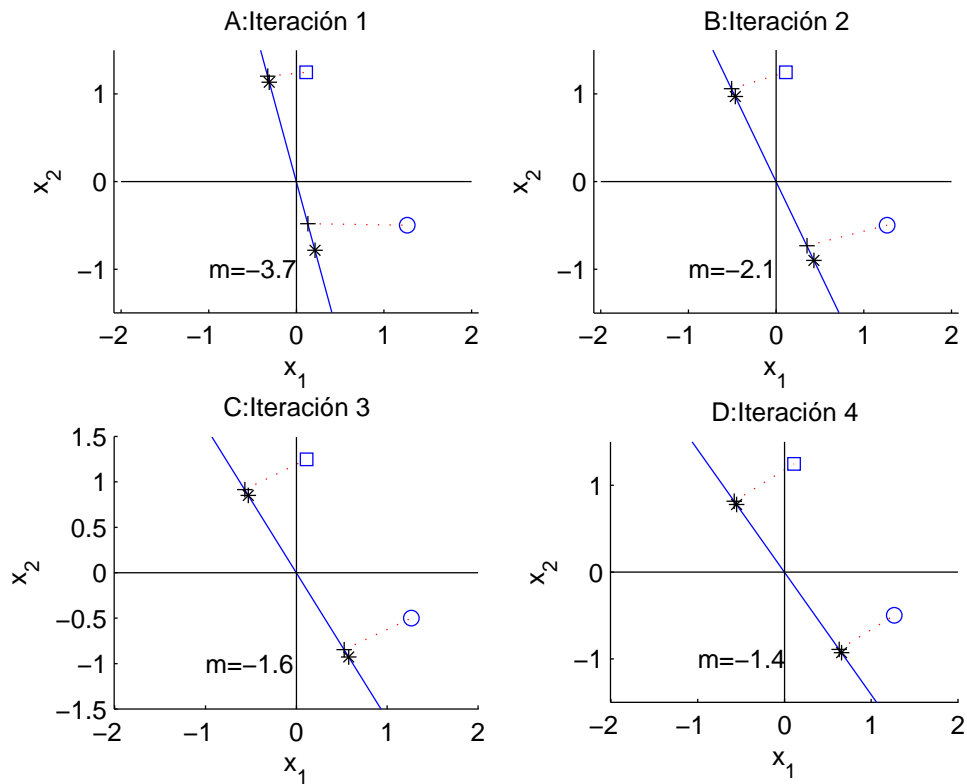 A:Iteración 1
1
0
−1
x2
−2
−1
0
1
2
x1
m=−3.7
B:Iteración 2
1
0
−1
x2
−2
−1
0
1
2
x1
m=−2.1
C:Iteración 3
1.5
1
0.5
0
−0.5
−1
−1.5
x2
−2
−1
0
1
2
x1
m=−1.6
D:Iteración 4
1
0
−1
x2
−2
−1
0
1
2
x1
m=−1.4